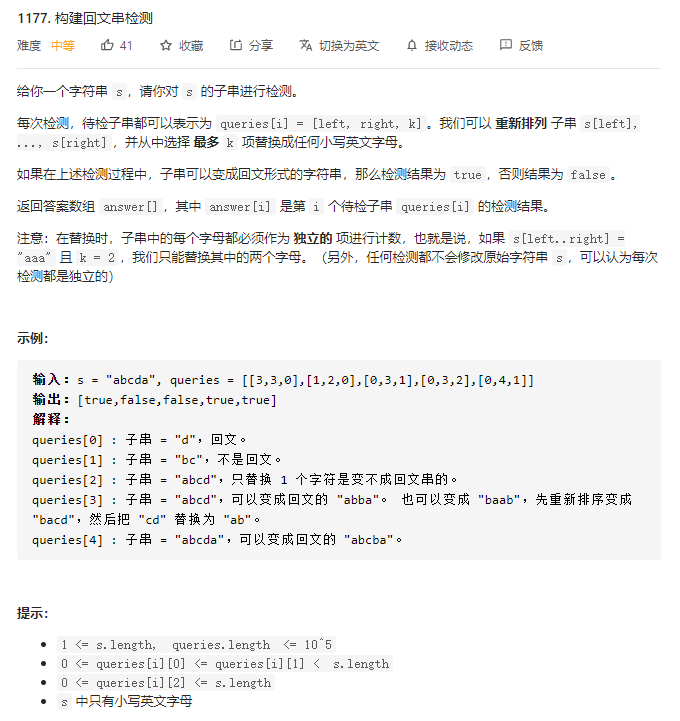 1177. 构建回文串检测
难度 中等 41 收藏 分享 切换为英文 接收动态 反馈
给你一个字符串 s ，请你对 s 的子串进行检测。
每次检测，待检子串都可以表示为 queries[i] = [left, right, k] 。我们可以 重新排列 子串 s[left],
..., s[right] ，并从中选择 最多 k 项替换成任何小写英文字母。
如果在上述检测过程中，子串可以变成回文形式的字符串，那么检测结果为 true ，否则结果为 false 。
返回答案数组 answer[] ，其中 answer[i] 是第 i 个待检子串 queries[i] 的检测结果。
注意：在替换时，子串中的每个字母都必须作为 独立的 项进行计数，也就是说，如果 s[left..right] =
"aaa" 且 k = 2 ，我们只能替换其中的两个字母。（另外，任何检测都不会修改原始字符串 s ，可以认为每次
检测都是独立的）
示例：
输入：s = "abcda", queries = [[3,3,0],[1,2,0],[0,3,1],[0,3,2],[0,4,1]]
输出：[true,false,false,true,true]
解释：
queries[0] : 子串 = "d"，回文。
queries[1] : 子串 = "bc"，不是回文。
queries[2] : 子串 = "abcd"，只替换 1 个字符是变不成回文串的。
queries[3] : 子串 = "abcd"，可以变成回文的 "abba"。 也可以变成 "baab"，先重新排序变成
"bacd"，然后把 "cd" 替换为 "ab"。
queries[4] : 子串 = "abcda"，可以变成回文的 "abcba"。
提示：
• 1 <= s.length, queries.length <= 10^5
• 0 <= queries[i][0] <= queries[i][1] < s.length
• 0 <= queries[i][2] <= s.length
• s 中只有小写英文字母